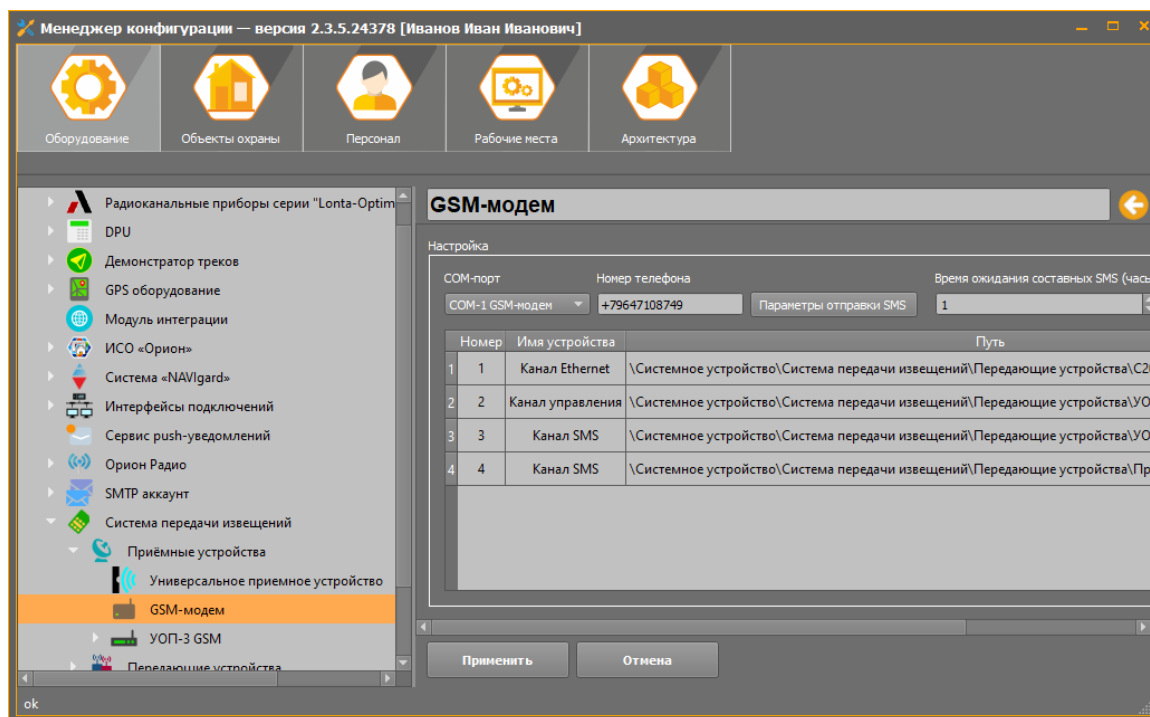 Менеджер конфигурации — версия 2.3.5.24378 [Иванов Иван Иванович]
Оборудование
Объекты охраны
Персонал
Рабочие места
Архитектура
Радиоканальные приборы серии "Lonta-Optim
DPU
Демонстратор треков
GPS оборудование
Модуль интеграции
ИСО «Орион»
Система «NAVIgard»
Интерфейсы подключений
Сервис push-уведомлений
Орион Радио
SMTP аккаунт
Система передачи извещений
Приёмные устройства
Универсальное приемное устройство
GSM-модем
УОП-3 GSM
Передающие устройства
GSM-модем
Настройка
COM-порт Номер телефона Время ожидания составных SMS (часы
COM-1 GSM-модем +79647108749 Параметры отправки SMS 1
Номер Имя устройства Путь
1 1 Канал Ethernet \Системное устройство\Система передачи извещений\Передающие устройства\С20
2 2 Канал управления \Системное устройство\Система передачи извещений\Передающие устройства\УО
3 3 Канал SMS \Системное устройство\Система передачи извещений\Передающие устройства\УО
4 4 Канал SMS \Системное устройство\Система передачи извещений\Передающие устройства\Пр
Применить Отмена
ok